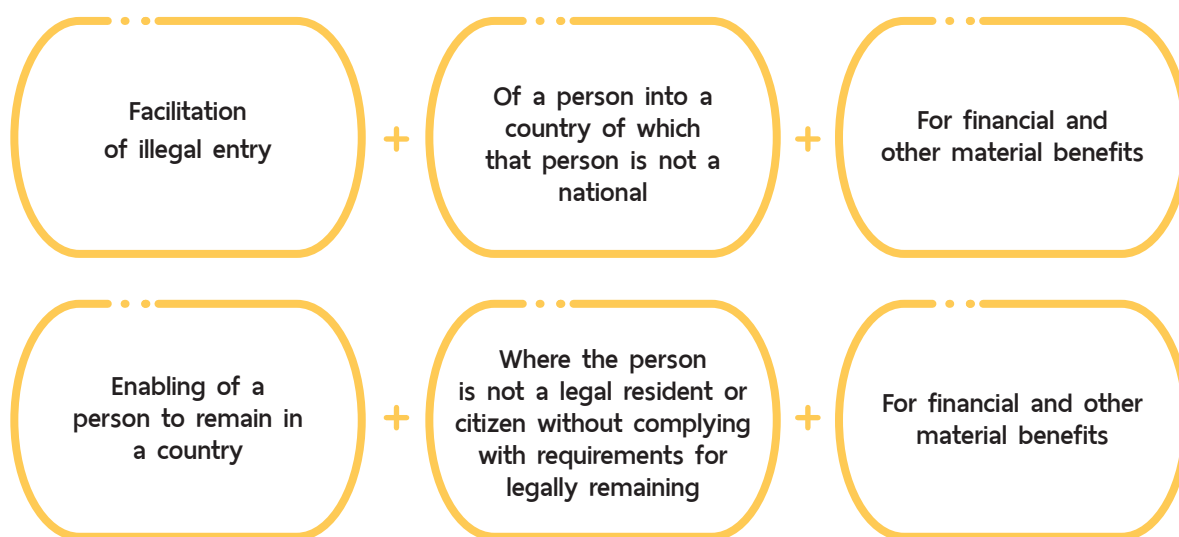 Facilitation
of illegal entry
+
Of a person into a
country of which
that person is not a
national
+
For financial and
other material benefits
Enabling of a
person to remain in
a country
+
Where the person
is not a legal resident or
citizen without complying
with requirements for
legally remaining
+
For financial and other
material benefits